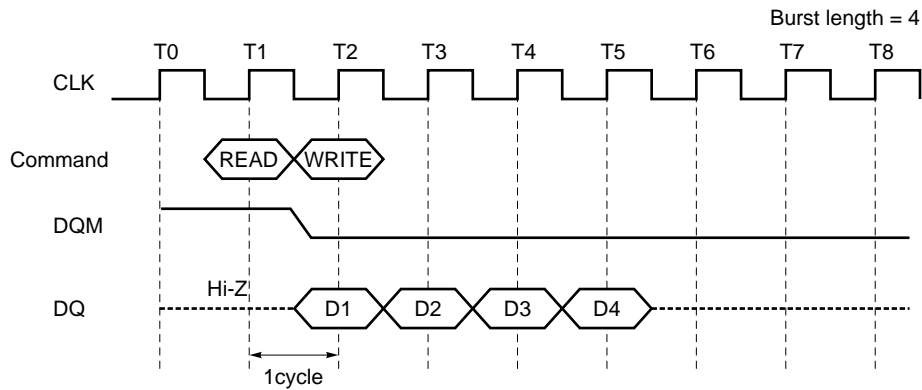 Burst length = 4
T0 T1 T2 T3 T4 T5 T6 T7 T8
CLK
Command READ WRITE
DQM
Hi-Z
DQ D1 D2 D3 D4
1cycle